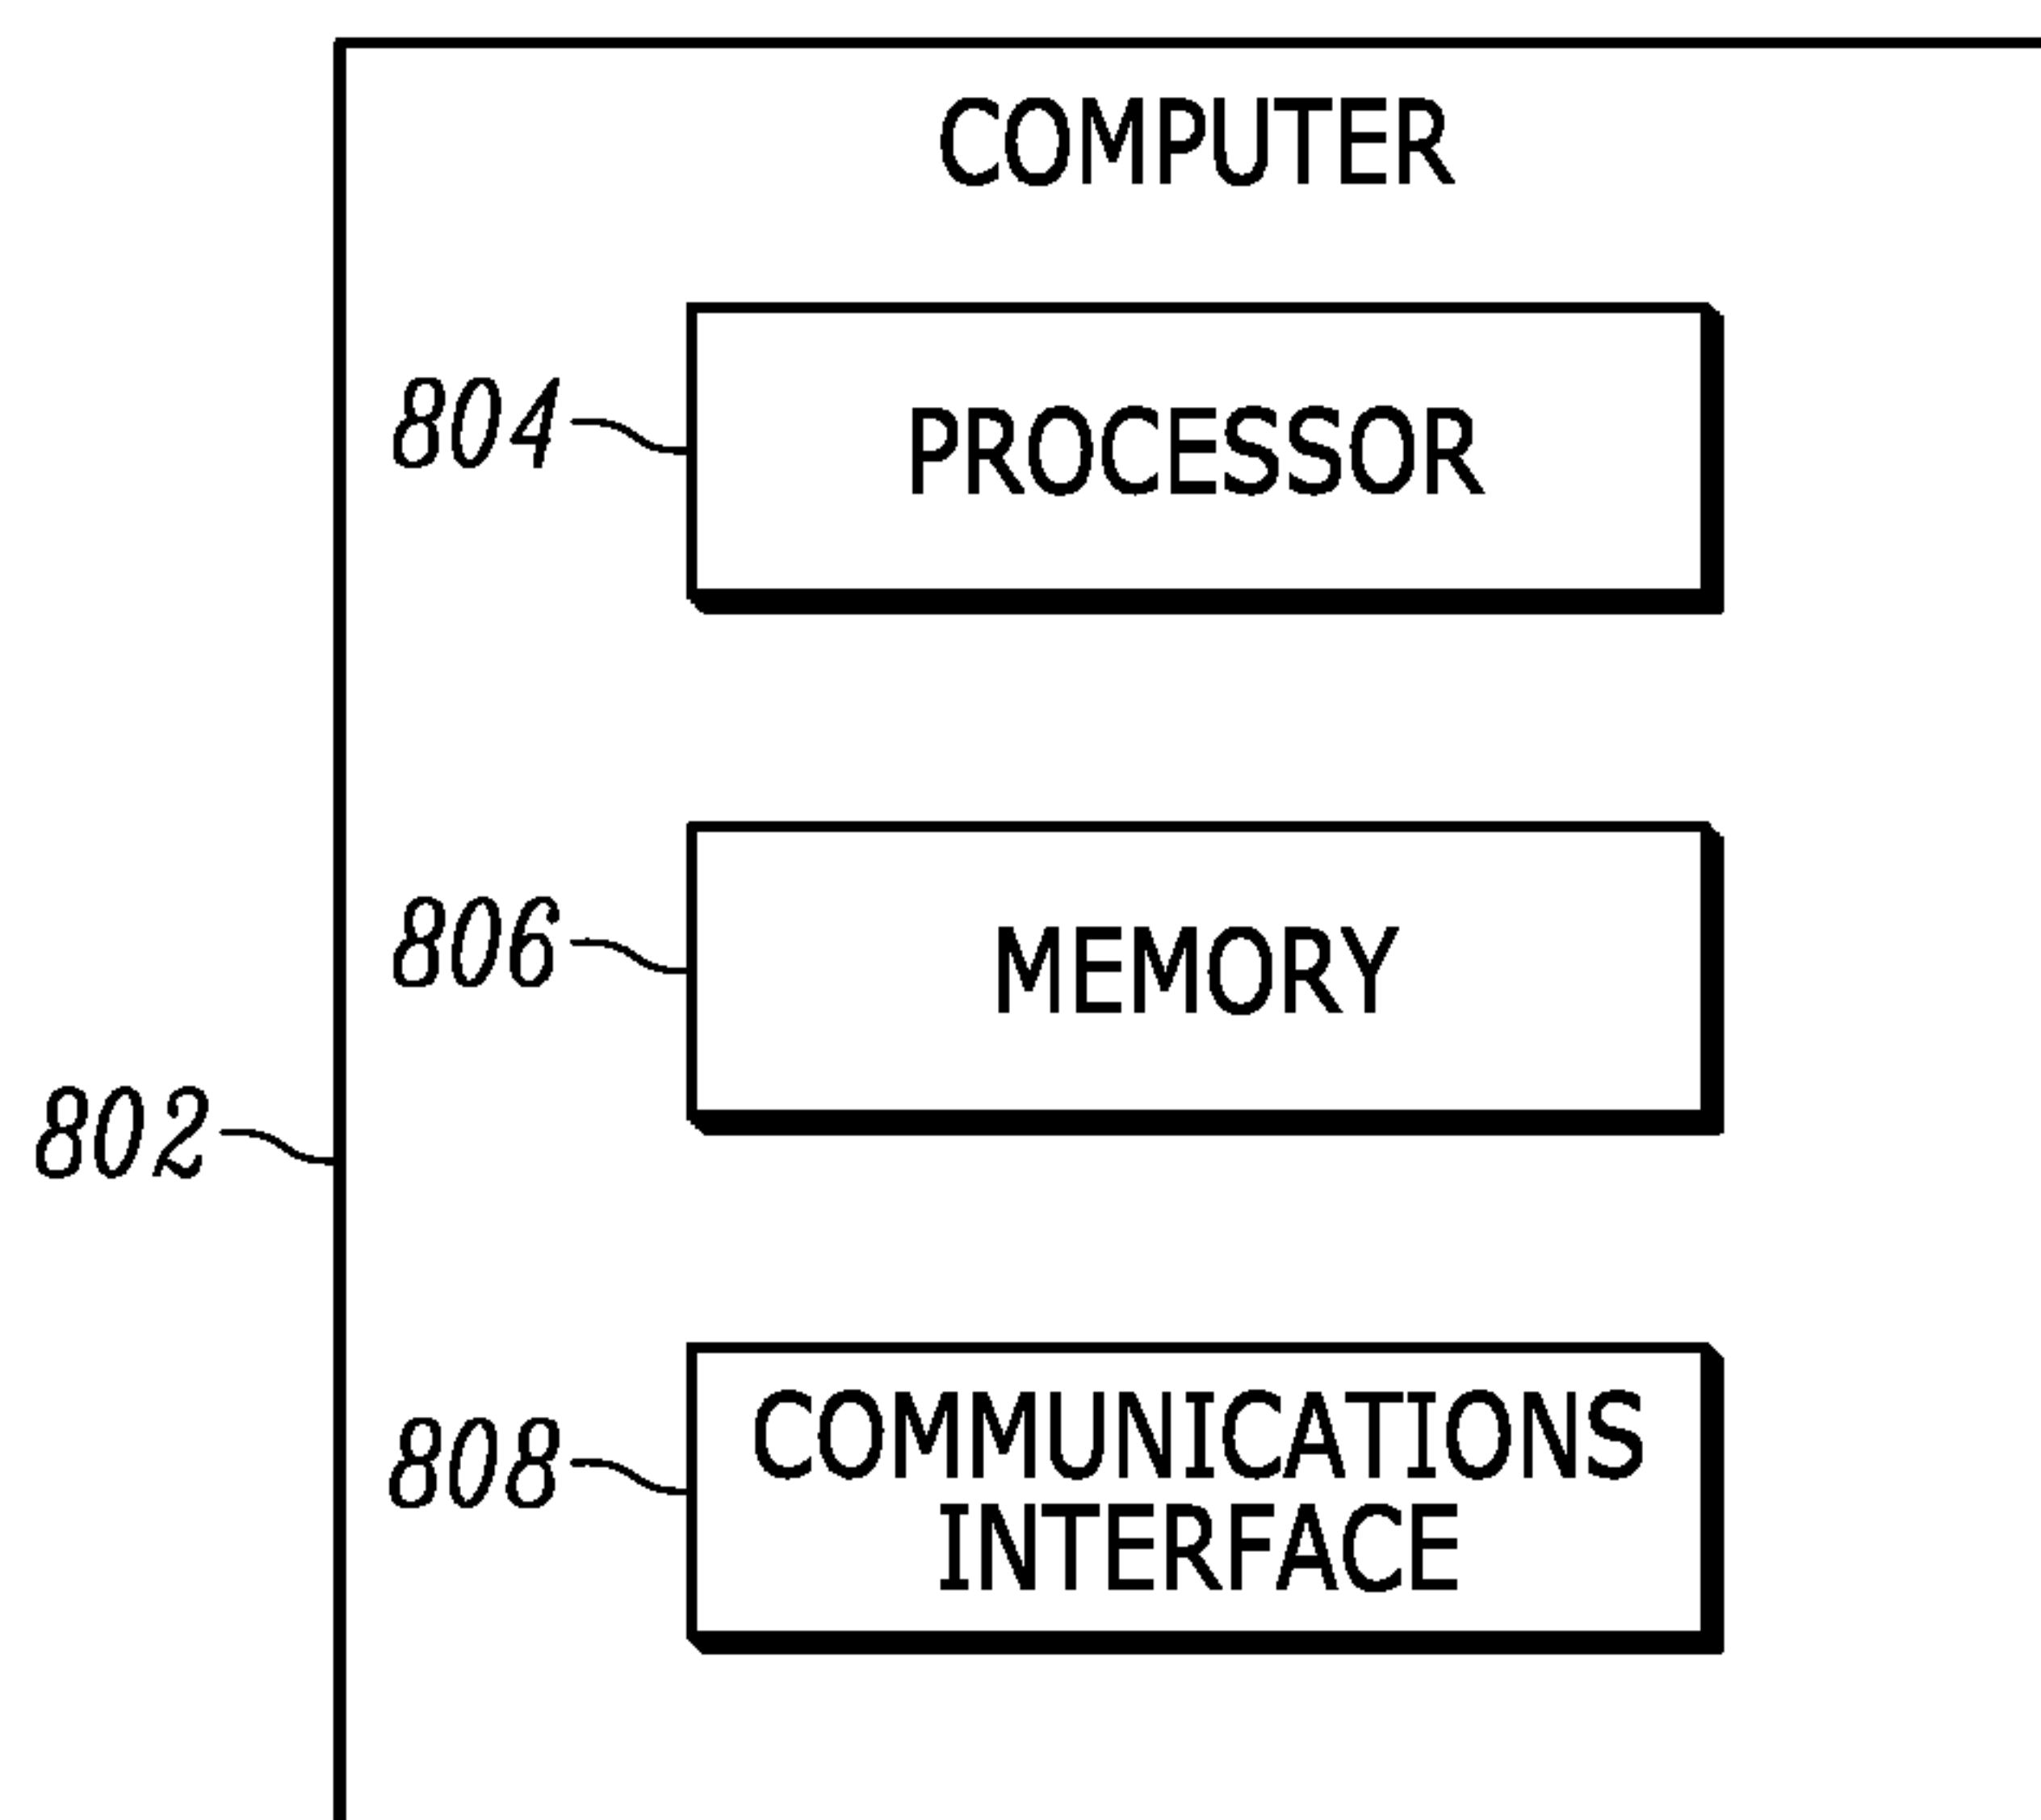 COMPUTER
804
PROCESSOR
806
MEMORY
802
808
COMMUNICATIONS
INTERFACE